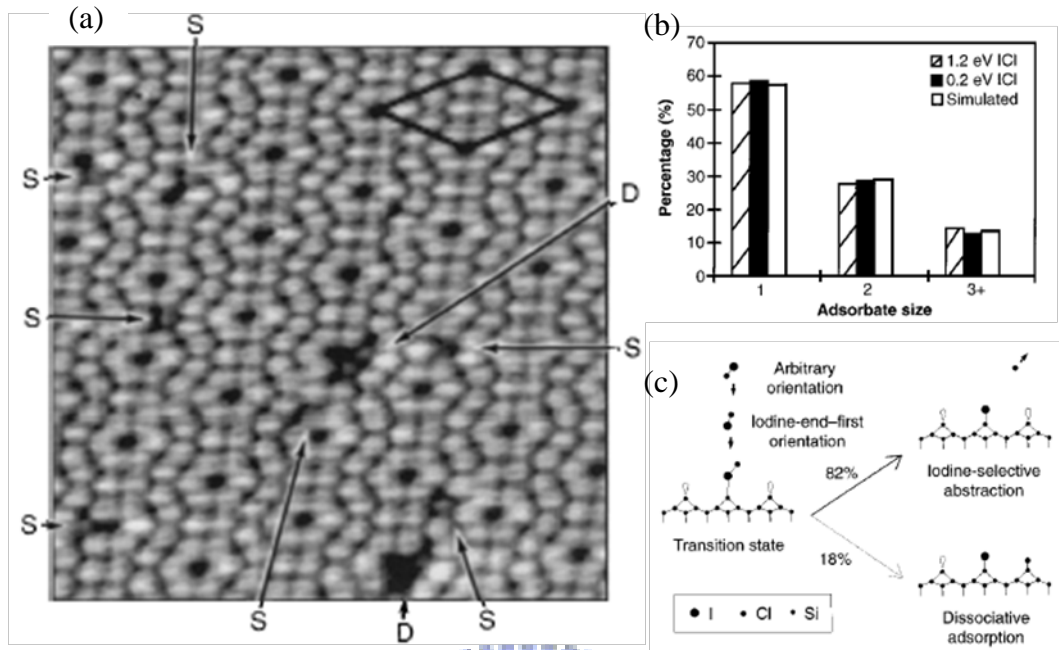 (a)
S
S
D
S
S
S
S
D
S
(b)
70
60
50
40
30
20
10
0
Percentage (%)
1.2 eV ICI
0.2 eV ICI
Simulated
1
2
3+
Adsorbate size
(c)
Arbitrary
orientation
Iodine-end–first
orientation
Transition state
82%
18%
Iodine-selective
abstraction
Dissociative
adsorption
I
Cl
Si